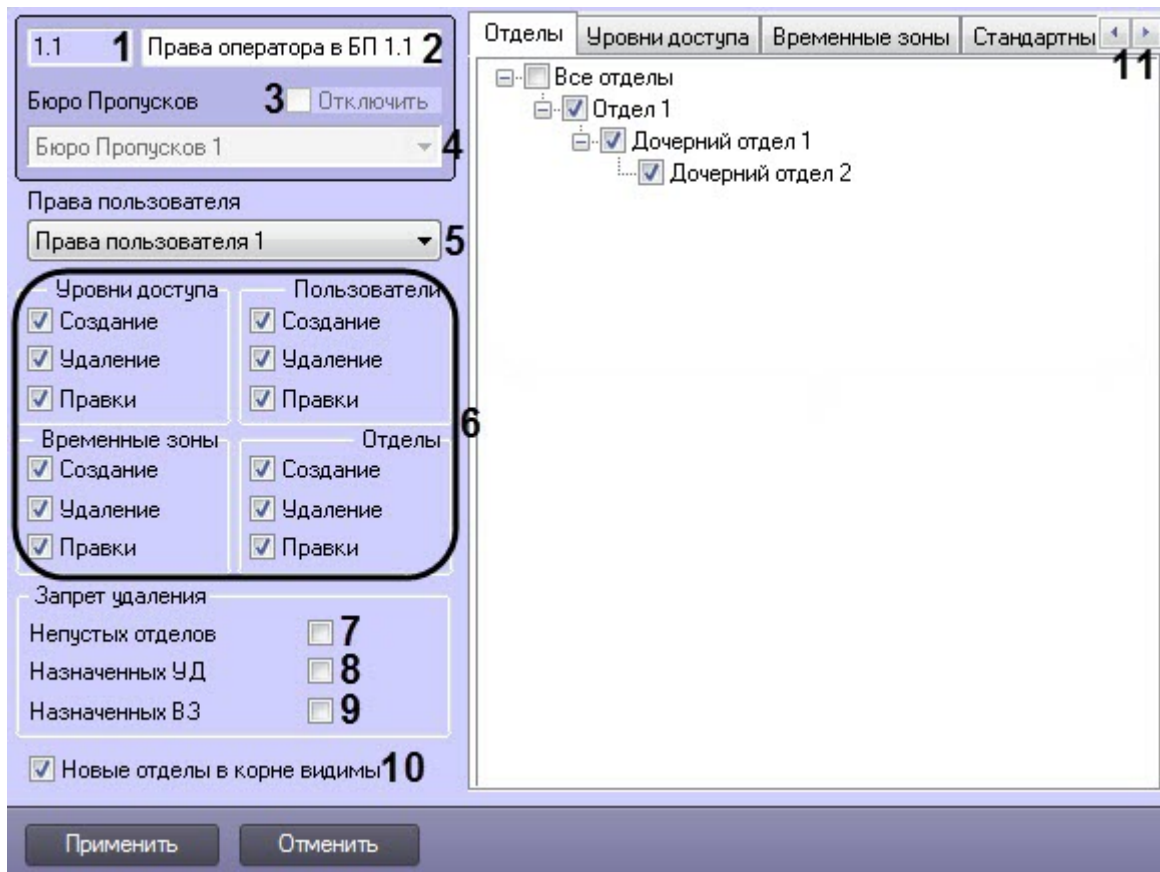 1.1 1 Права оператора в БП 1.1 2
Бюро Пропусков 3 Отключить
Бюро Пропусков 1 4
Права пользователя
Права пользователя 1 5
Уровни доступа Пользователи
Создание Создание
Удаление Удаление
Правки Правки
6
Временные зоны Отделы
Создание Создание
Удаление Удаление
Правки Правки
Запрет удаления
Непустых отделов 7
Назначенных УД 8
Назначенных ВЗ 9
Новые отделы в корне видимы 10
Отделы Уровни доступа Временные зоны Стандартны
11
Все отделы
Отдел 1
Дочерний отдел 1
Дочерний отдел 2
Применить Отменить